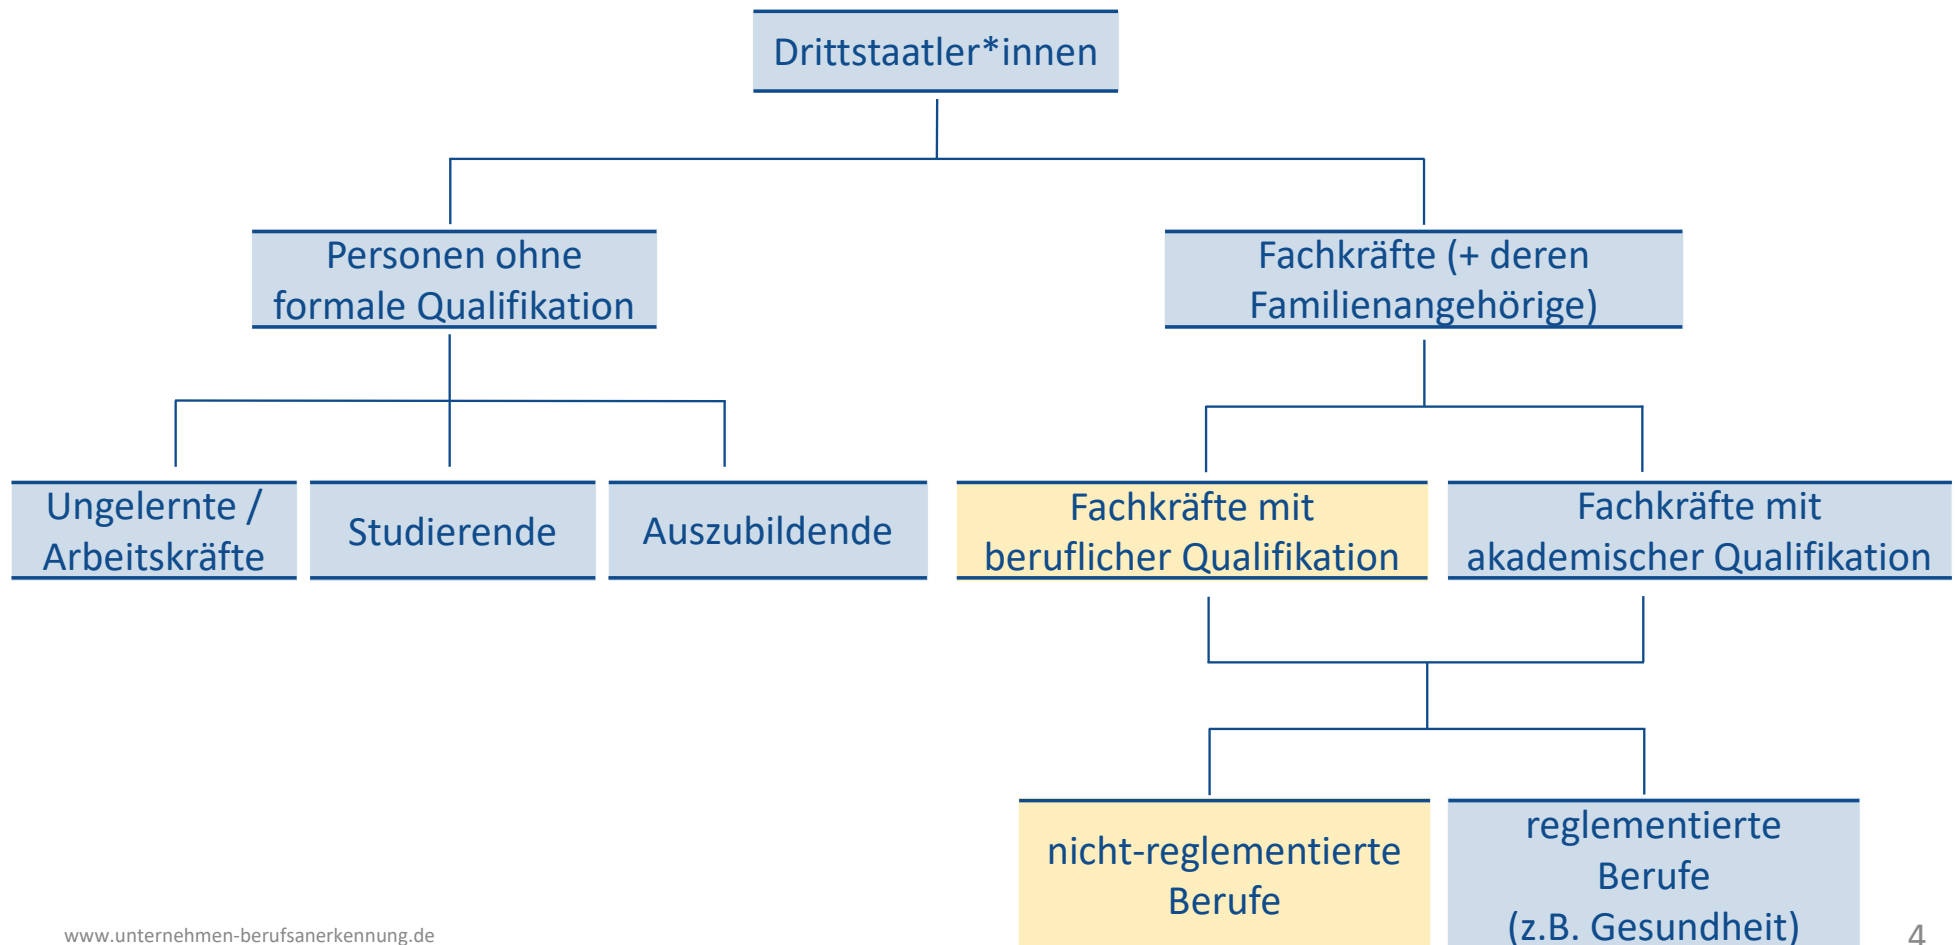 Drittstaatler*innen
Personen ohne
formale Qualifikation
Fachkräfte (+ deren
Familienangehörige)
Ungelernte /
Arbeitskräfte
Studierende
Auszubildende
Fachkräfte mit
beruflicher Qualifikation
Fachkräfte mit
akademischer Qualifikation
nicht-reglementierte
Berufe
reglementierte
Berufe
(z.B. Gesundheit)
www.unternehmen-berufsanerkennung.de
4